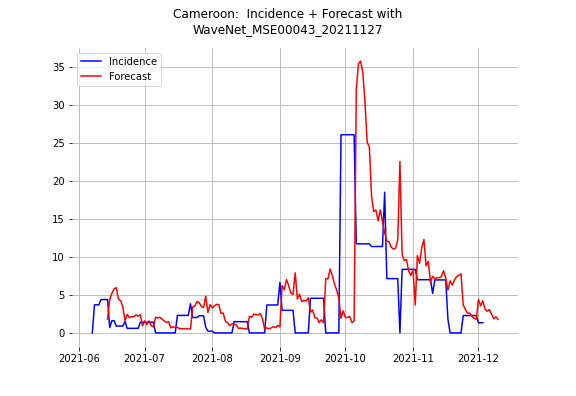 Cameroon:  Incidence + Forecast with
WaveNet_MSE00043_20211127
Incidence
Forecast
35
30
25
20
15
10
5
0
2021-06 2021-07 2021-08 2021-09 2021-10 2021-11 2021-12